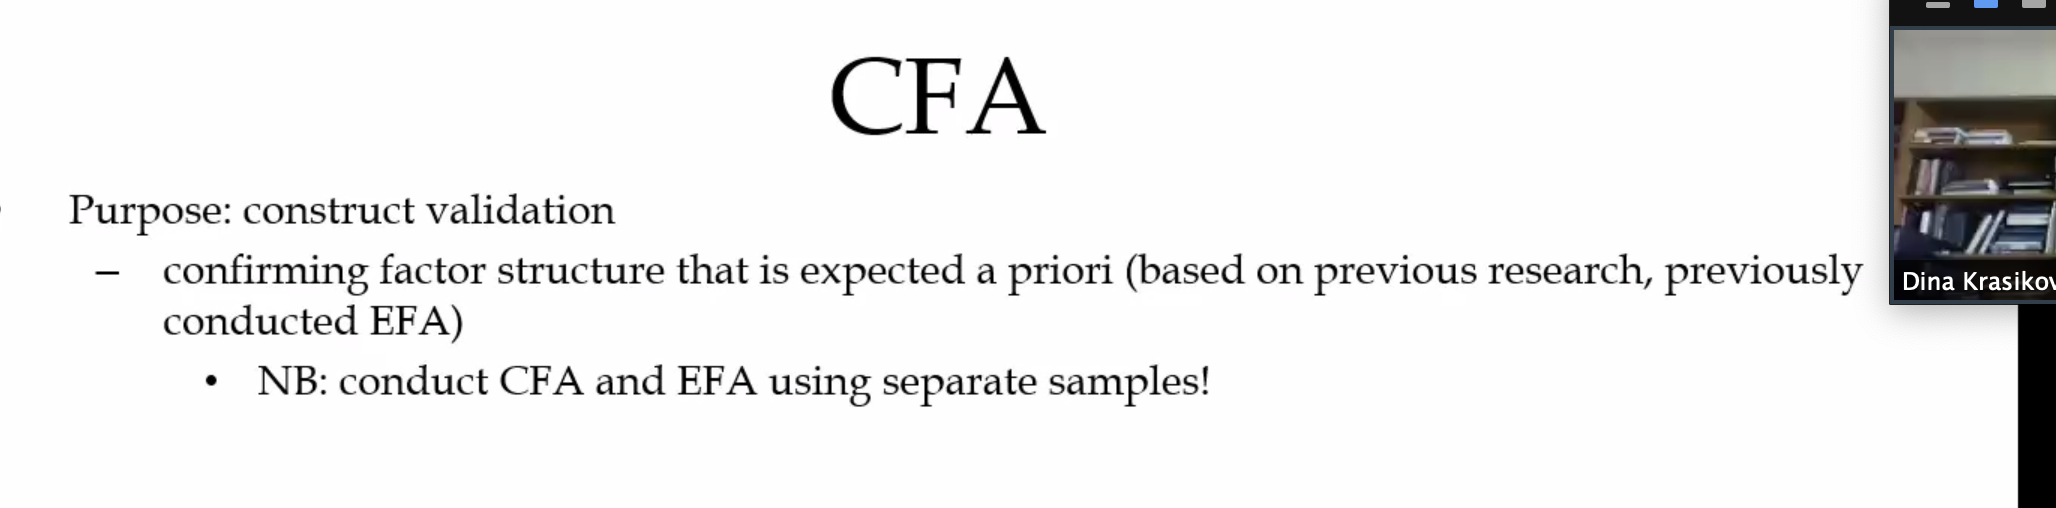 CFA
Purpose: construct validation
– confirming factor structure that is expected a priori (based on previous research, previously
conducted EFA)
• NB: conduct CFA and EFA using separate samples!
Dina Krasikov